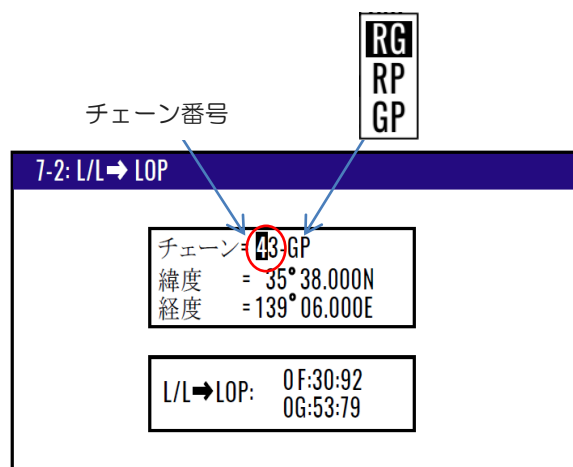 RG
RP
GP
チェーン番号
7-2: L/L➡ LOP
チェーン= 43-GP
緯度 = 35°38.000N
経度 =139°06.000E
L/L➡LOP: 0F:30:92
0G:53:79